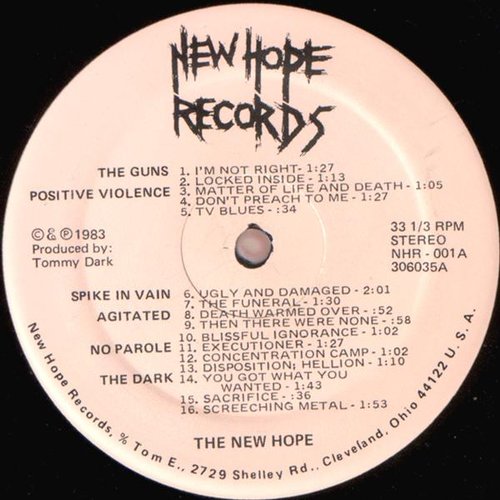 NEW HOPE
RECORDS
THE GUNS 1. I'M NOT RIGHT - 1:27
2. LOCKED INSIDE - 1:13
POSITIVE VIOLENCE 3. MATTER OF LIFE AND DEATH - 1:05
4. DON'T PREACH TO ME - 1:27
5. TV BLUES - :34
© & ℗ 1983
Produced by:
Tommy Dark
33 1/3 RPM
STEREO
NHR - 001A
306035A
SPIKE IN VAIN 6. UGLY AND DAMAGED - 2:01
7. THE FUNERAL - 1:30
AGITATED 8. DEATH WARMED OVER - :52
9. THEN THERE WERE NONE - :58
10. BLISSFUL IGNORANCE - 1:02
NO PAROLE 11. EXECUTIONER - 1:27
12. CONCENTRATION CAMP - 1:02
13. DISPOSITION; HELLION - 1:10
THE DARK 14. YOU GOT WHAT YOU
WANTED - 1:43
15. SACRIFICE - :36
16. SCREECHING METAL - 1:53
THE NEW HOPE
New Hope Records, % Tom E., 2729 Shelley Rd., Cleveland, Ohio 44122 U. S. A.